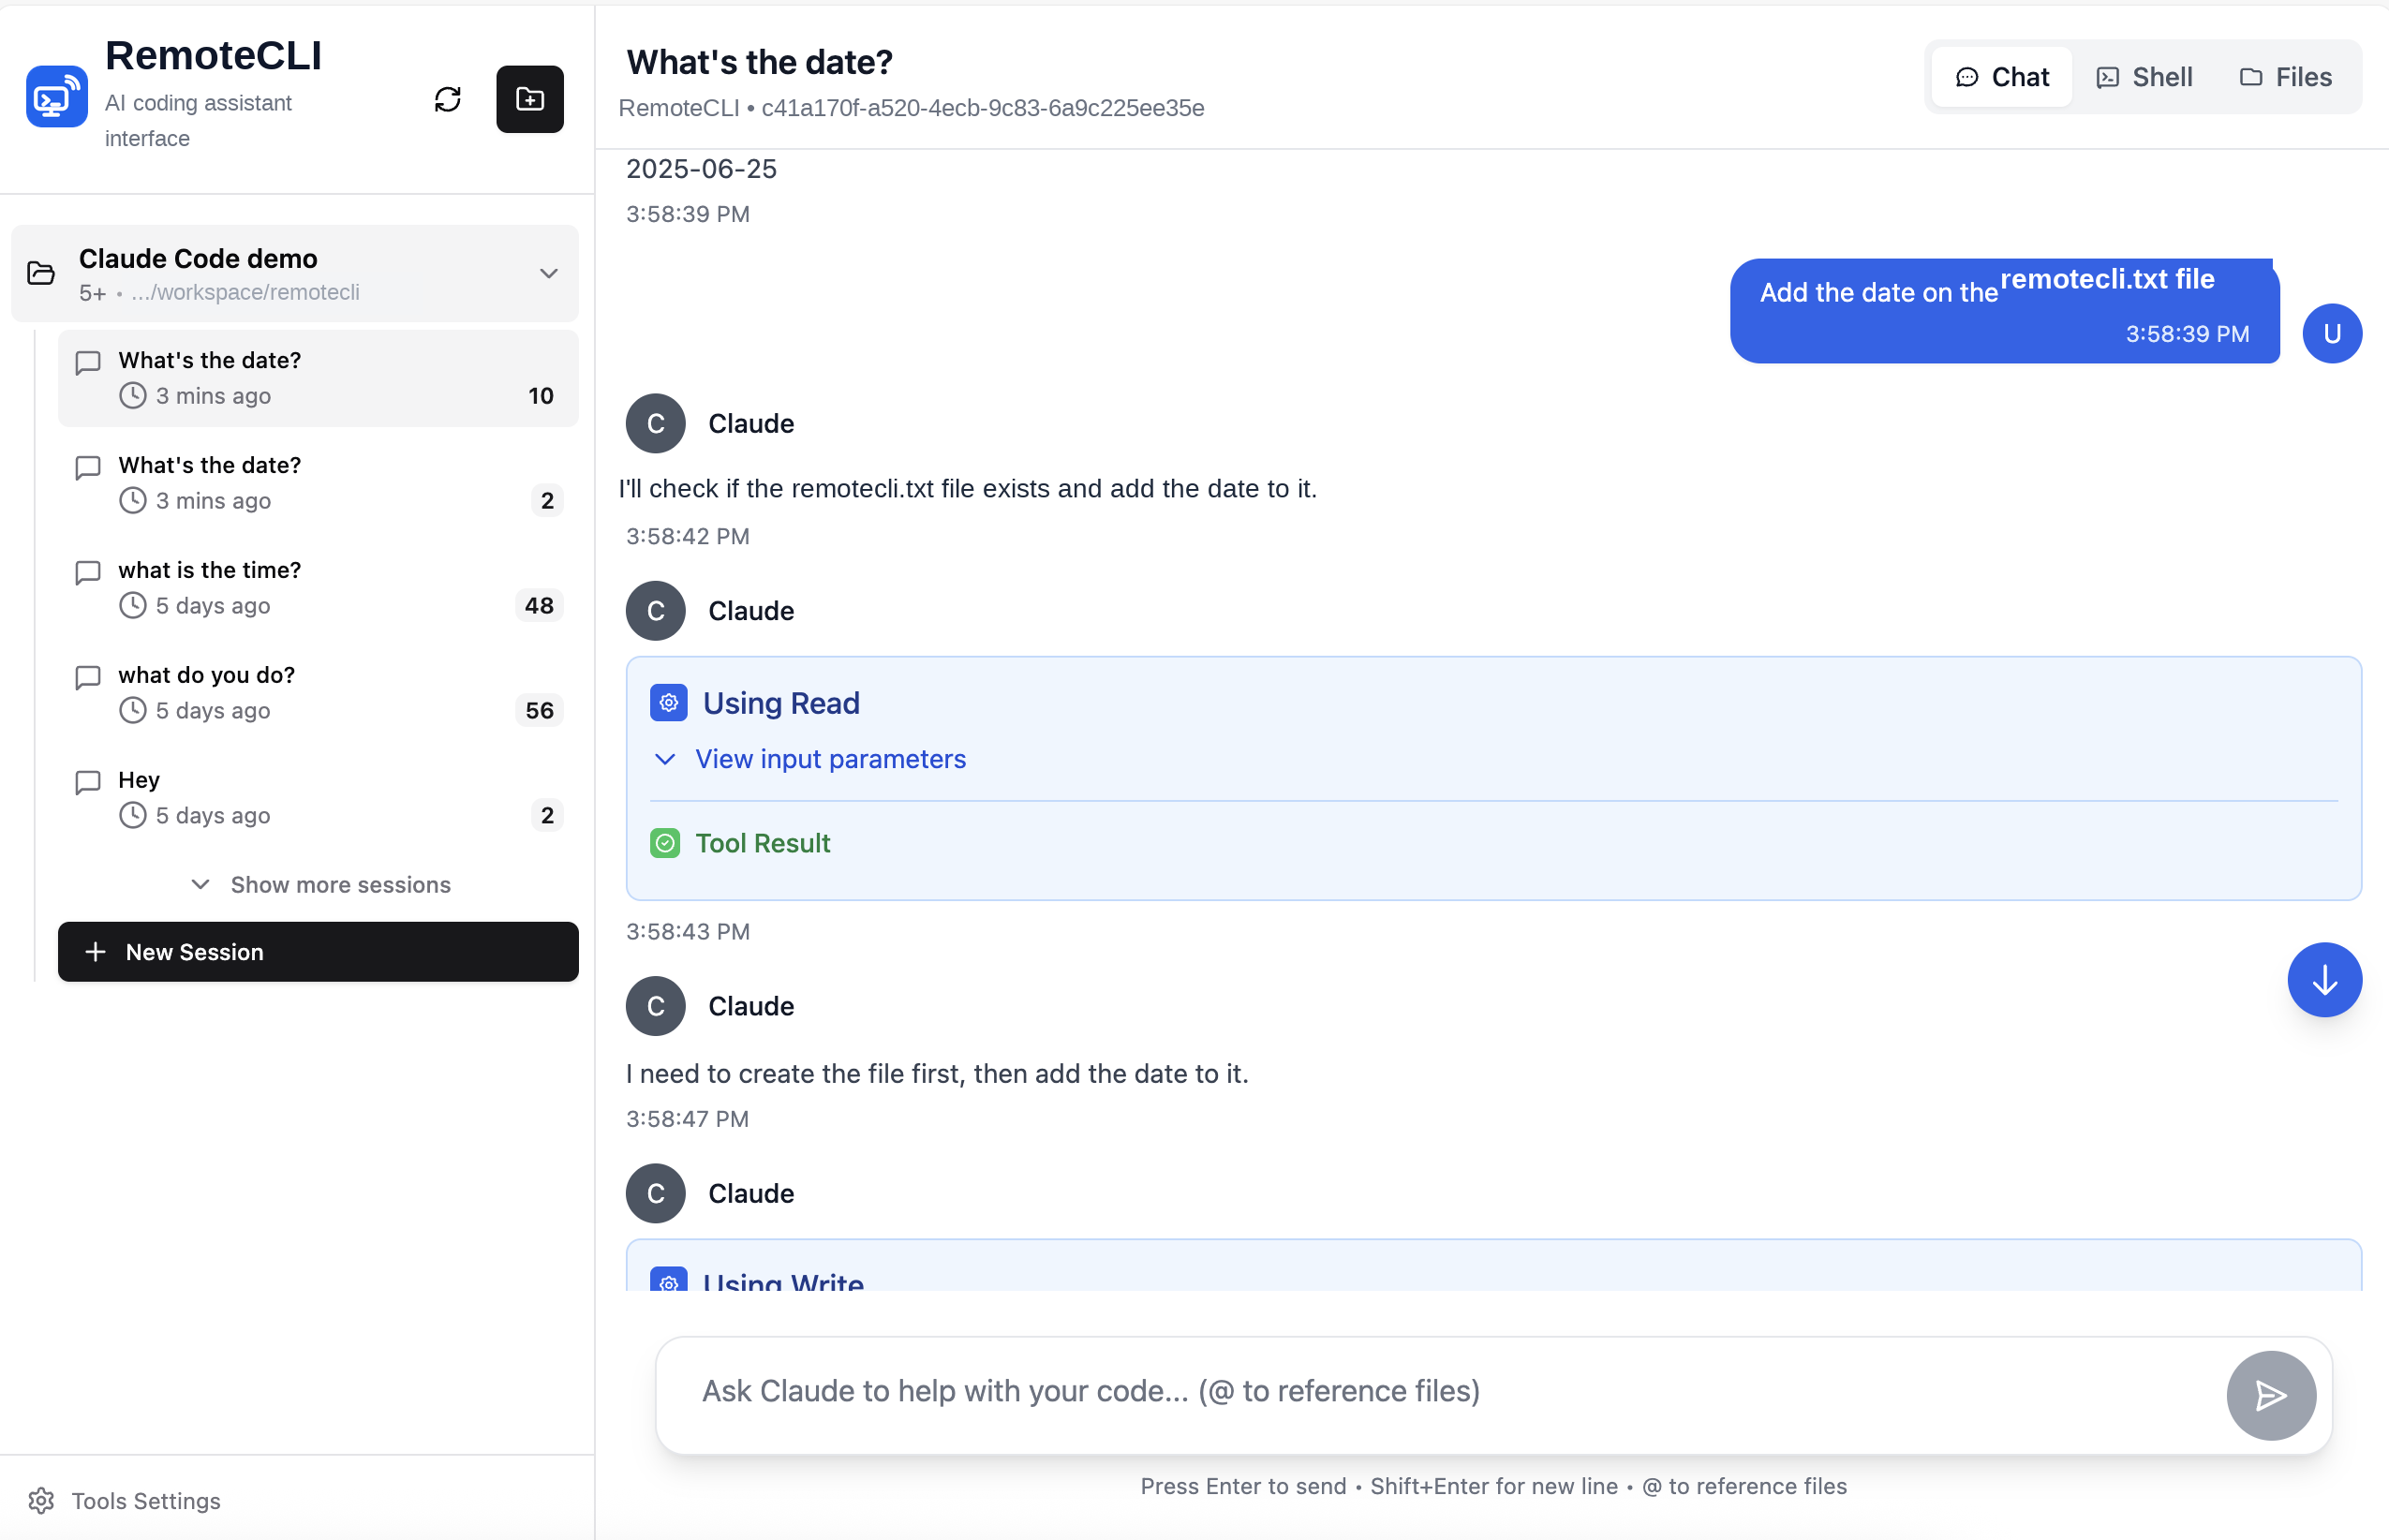 RemoteCLI
AI coding assistant
interface
Claude Code demo
5+ • .../workspace/remotecli
What's the date?
3 mins ago 10
What's the date?
3 mins ago 2
what is the time?
5 days ago 48
what do you do?
5 days ago 56
Hey
5 days ago 2
Show more sessions
New Session
Tools Settings
What's the date?
RemoteCLI • c41a170f-a520-4ecb-9c83-6a9c225ee35e
Chat Shell Files
2025-06-25
3:58:39 PM
Add the date on the remotecli.txt file
3:58:39 PM
U
C Claude
I'll check if the remotecli.txt file exists and add the date to it.
3:58:42 PM
C Claude
Using Read
View input parameters
Tool Result
3:58:43 PM
C Claude
I need to create the file first, then add the date to it.
3:58:47 PM
C Claude
Using Write
Ask Claude to help with your code... (@ to reference files)
Press Enter to send • Shift+Enter for new line • @ to reference files